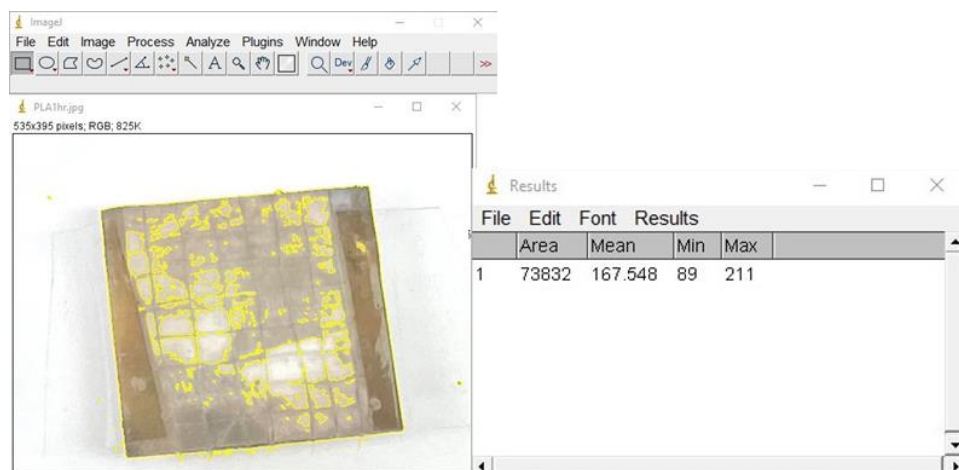 ImageJ
File Edit Image Process Analyze Plugins Window Help
A Dev >>
PLA1hr.jpg
535x395 pixels; RGB; 825K
Results
File Edit Font Results
Area Mean Min Max
1 73832 167.548 89 211